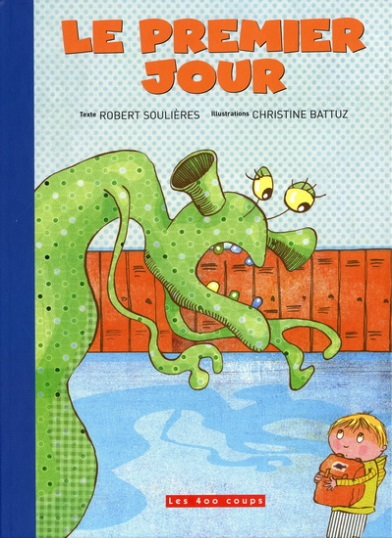 LE PREMIER
JOUR
Texte ROBERT SOULIÈRES Illustrations CHRISTINE BATTUZ
Les 400 coups